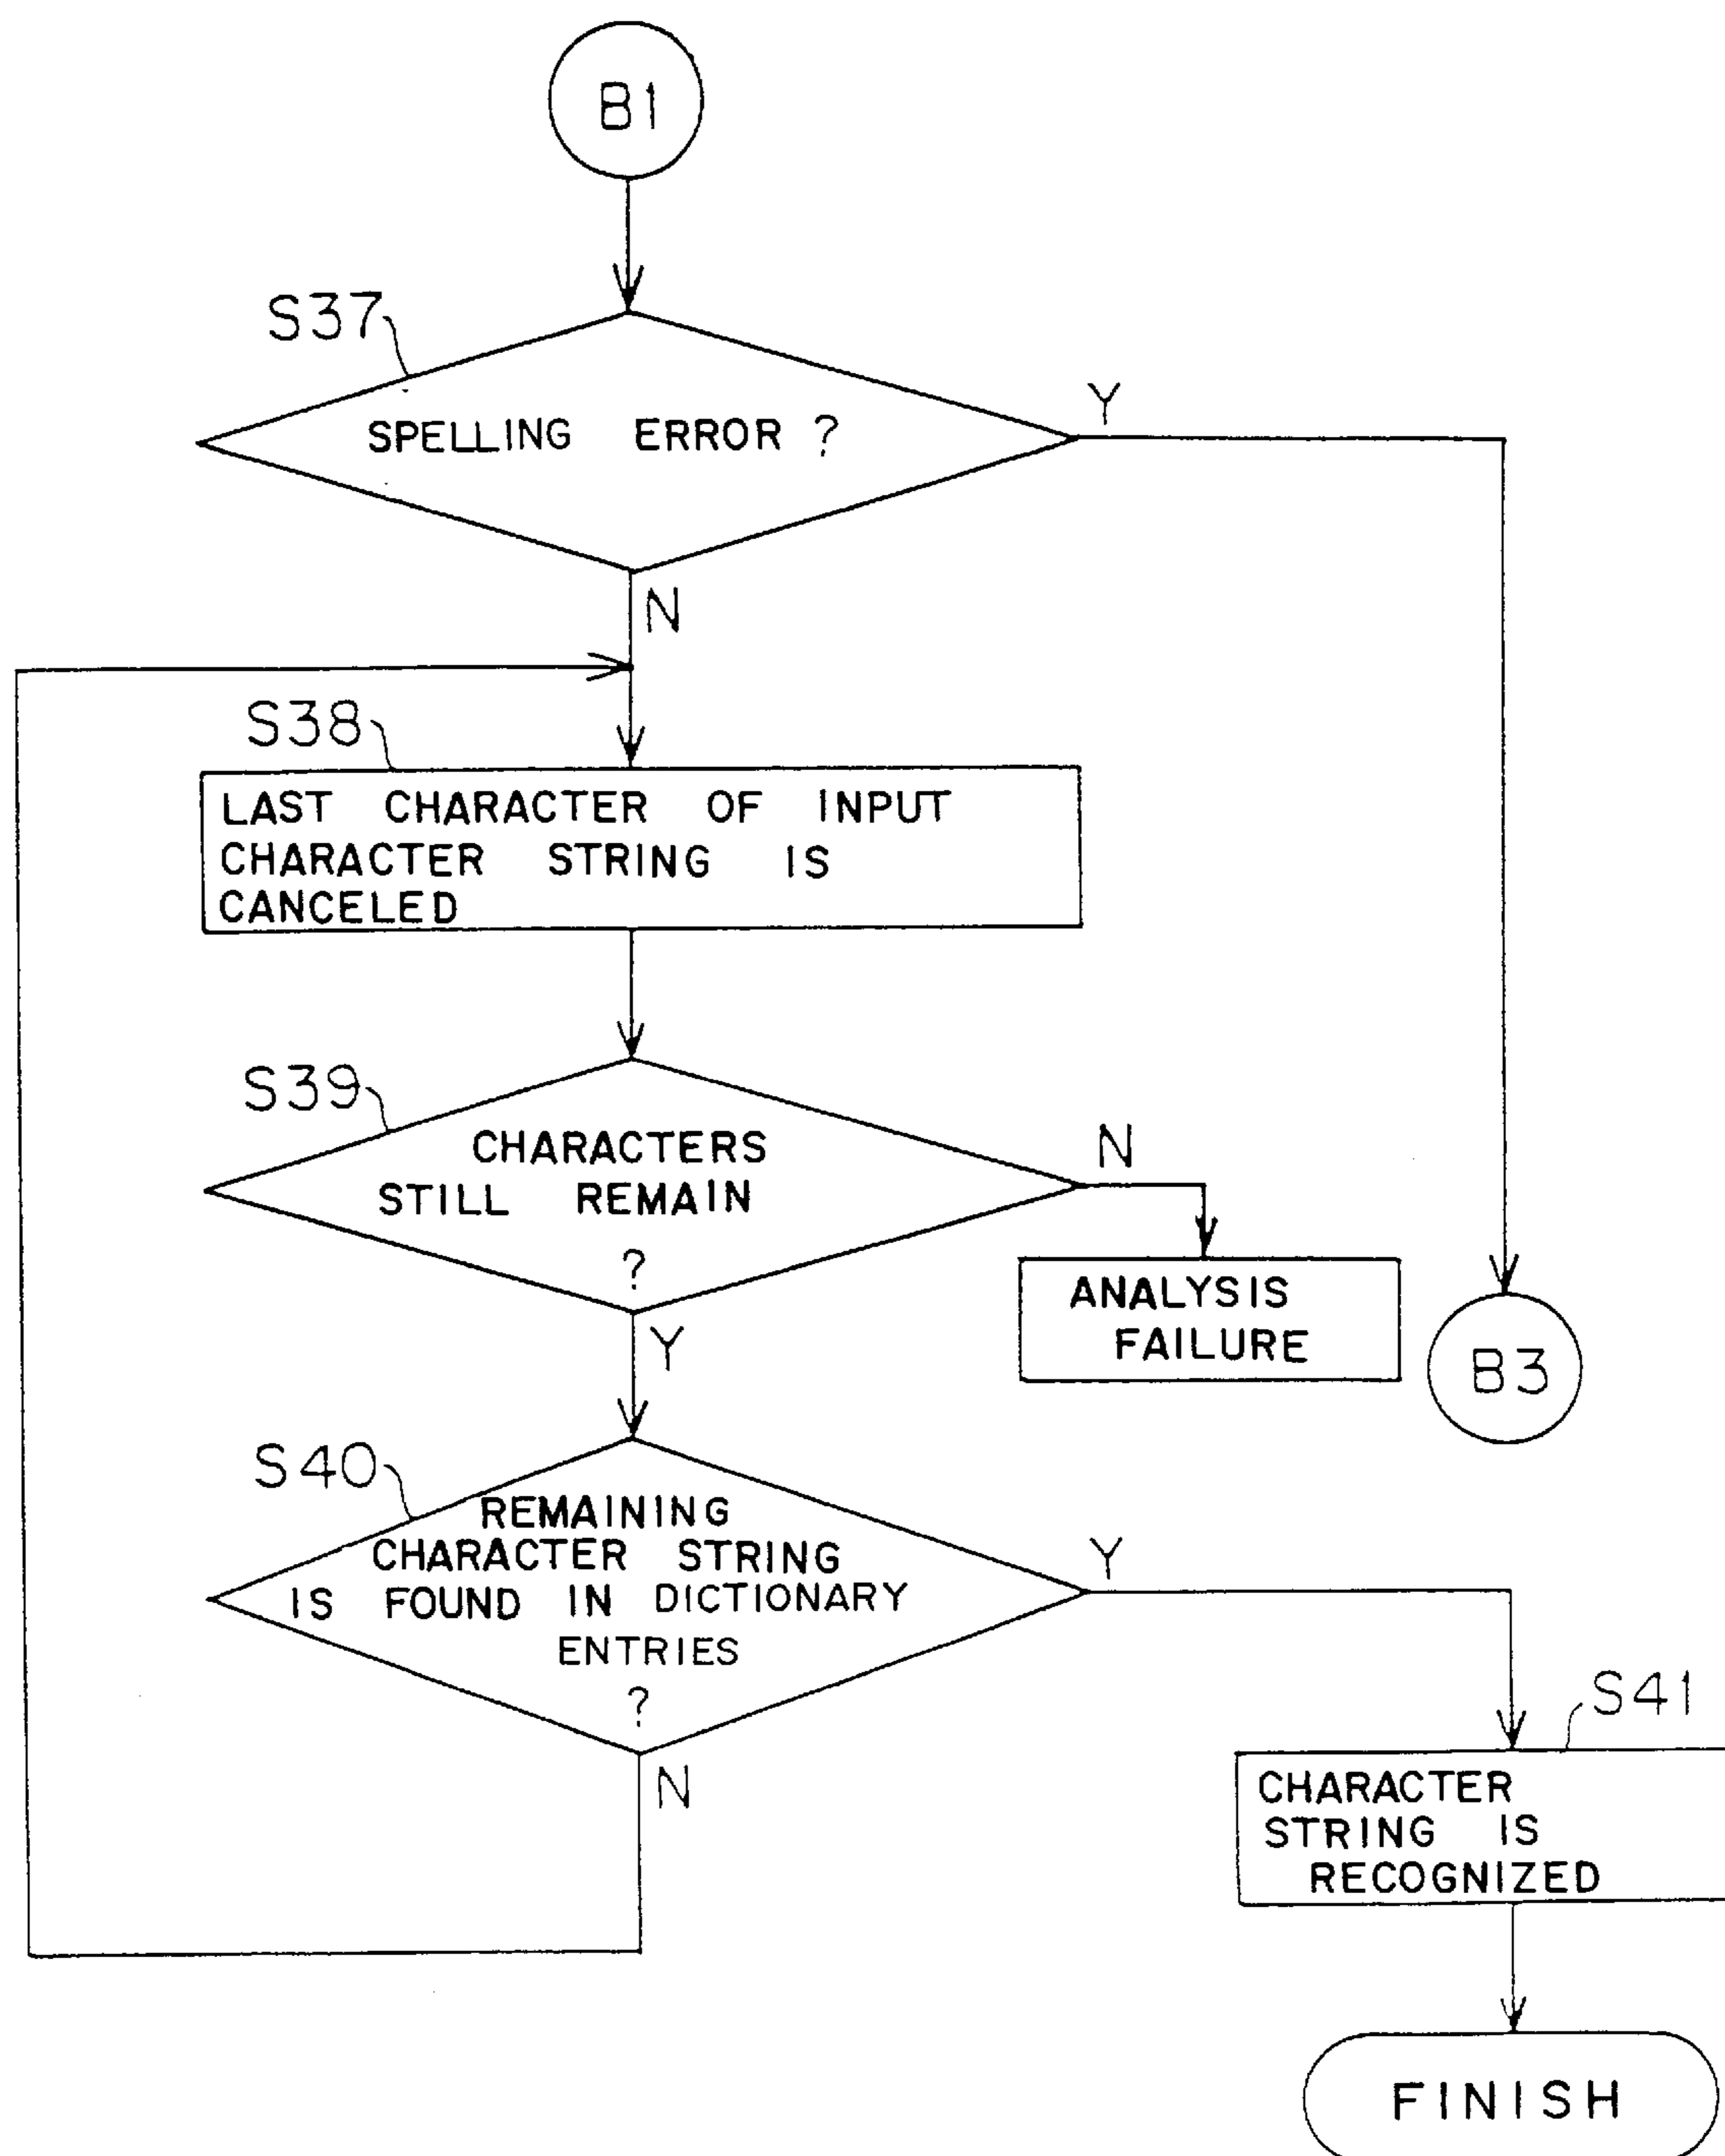 B1
S37
SPELLING ERROR ?
Y
N
S38
LAST CHARACTER OF INPUT
CHARACTER STRING IS
CANCELED
S39
CHARACTERS
STILL REMAIN
?
N
Y
ANALYSIS
FAILURE
B3
S40
REMAINING
CHARACTER STRING
IS FOUND IN DICTIONARY
ENTRIES
?
Y
N
S41
CHARACTER
STRING IS
RECOGNIZED
FINISH